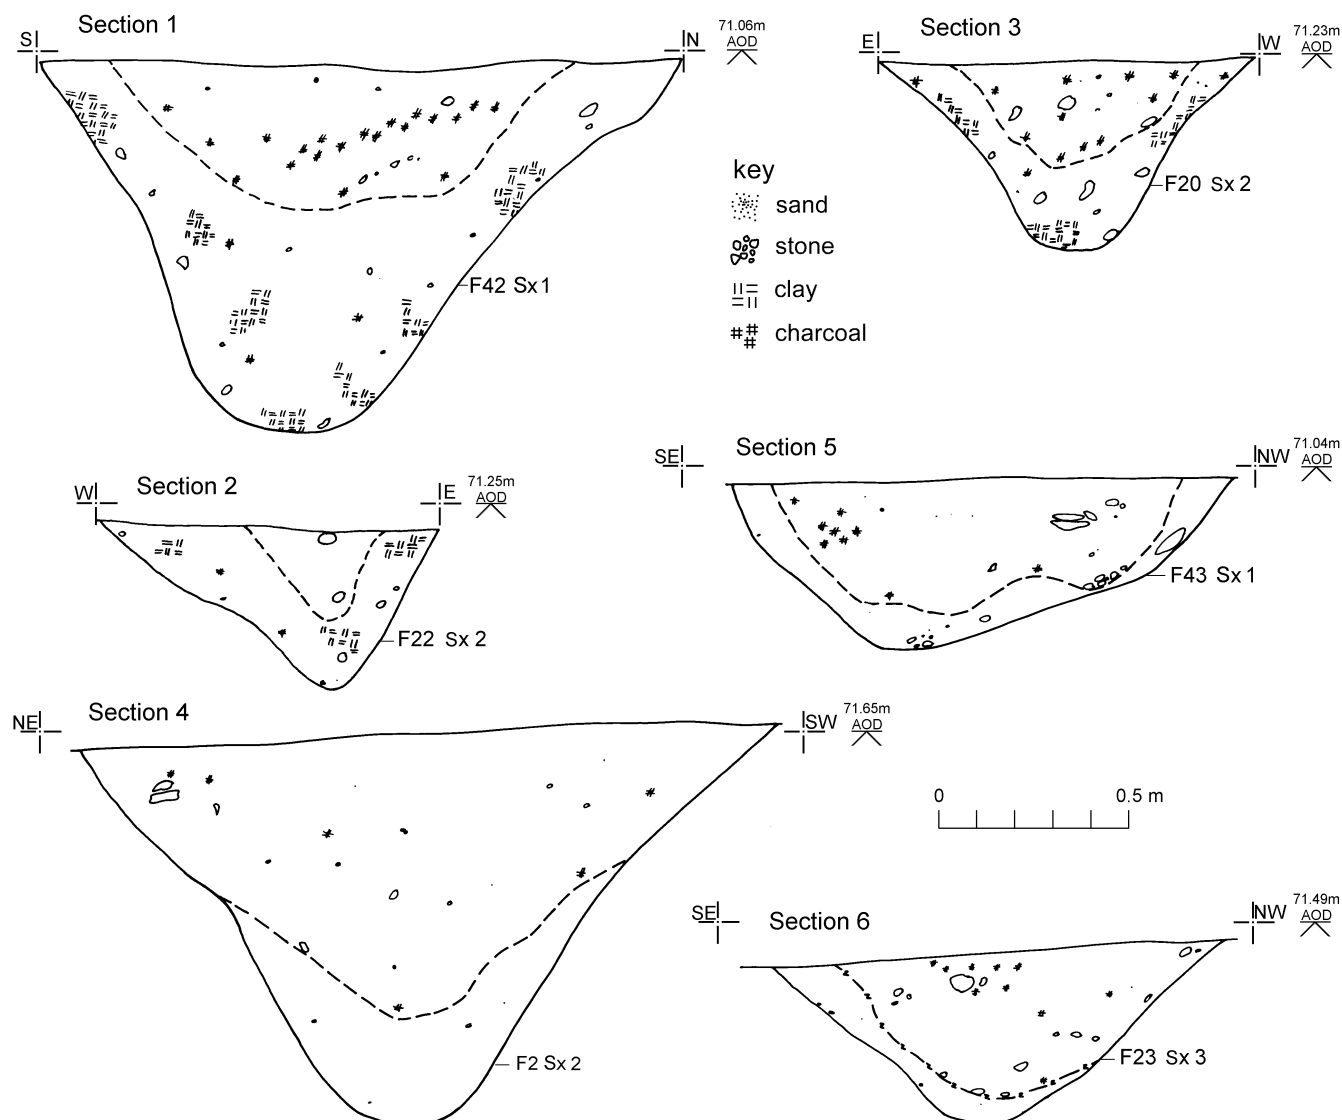 Section 1
S
N
71.06m
AOD
F42 Sx1
Section 3
E
W
71.23m
AOD
F20 Sx 2
key
sand
stone
clay
charcoal
Section 2
W
E
71.25m
AOD
F22 Sx 2
Section 5
SE
NW
71.04m
AOD
F43 Sx1
Section 4
NE
SW
71.65m
AOD
F2 Sx 2
0 0.5 m
Section 6
SE
NW
71.49m
AOD
F23 Sx 3